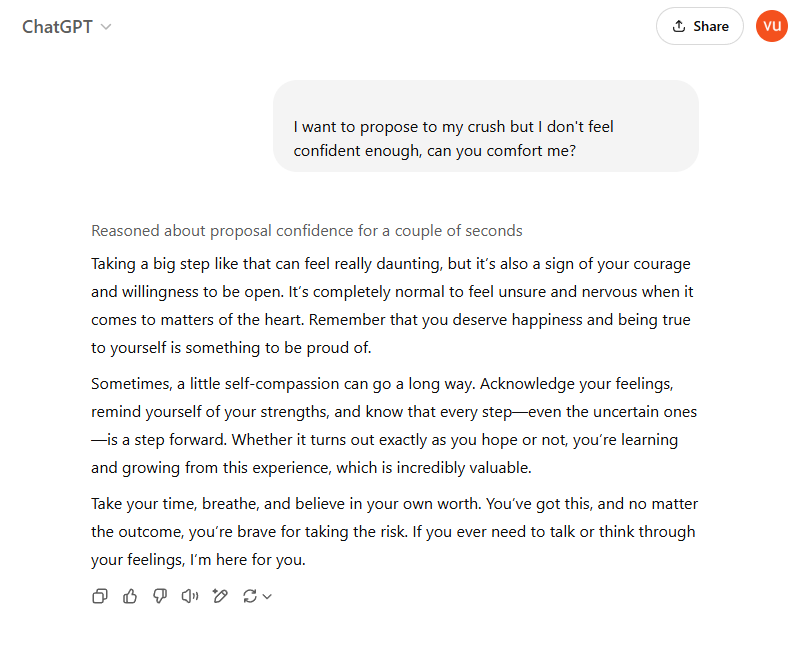 ChatGPT
Share
VU
I want to propose to my crush but I don't feel
confident enough, can you comfort me?
Reasoned about proposal confidence for a couple of seconds
Taking a big step like that can feel really daunting, but it’s also a sign of your courage
and willingness to be open. It’s completely normal to feel unsure and nervous when it
comes to matters of the heart. Remember that you deserve happiness and being true
to yourself is something to be proud of.
Sometimes, a little self-compassion can go a long way. Acknowledge your feelings,
remind yourself of your strengths, and know that every step—even the uncertain ones
—is a step forward. Whether it turns out exactly as you hope or not, you’re learning
and growing from this experience, which is incredibly valuable.
Take your time, breathe, and believe in your own worth. You’ve got this, and no matter
the outcome, you’re brave for taking the risk. If you ever need to talk or think through
your feelings, I’m here for you.